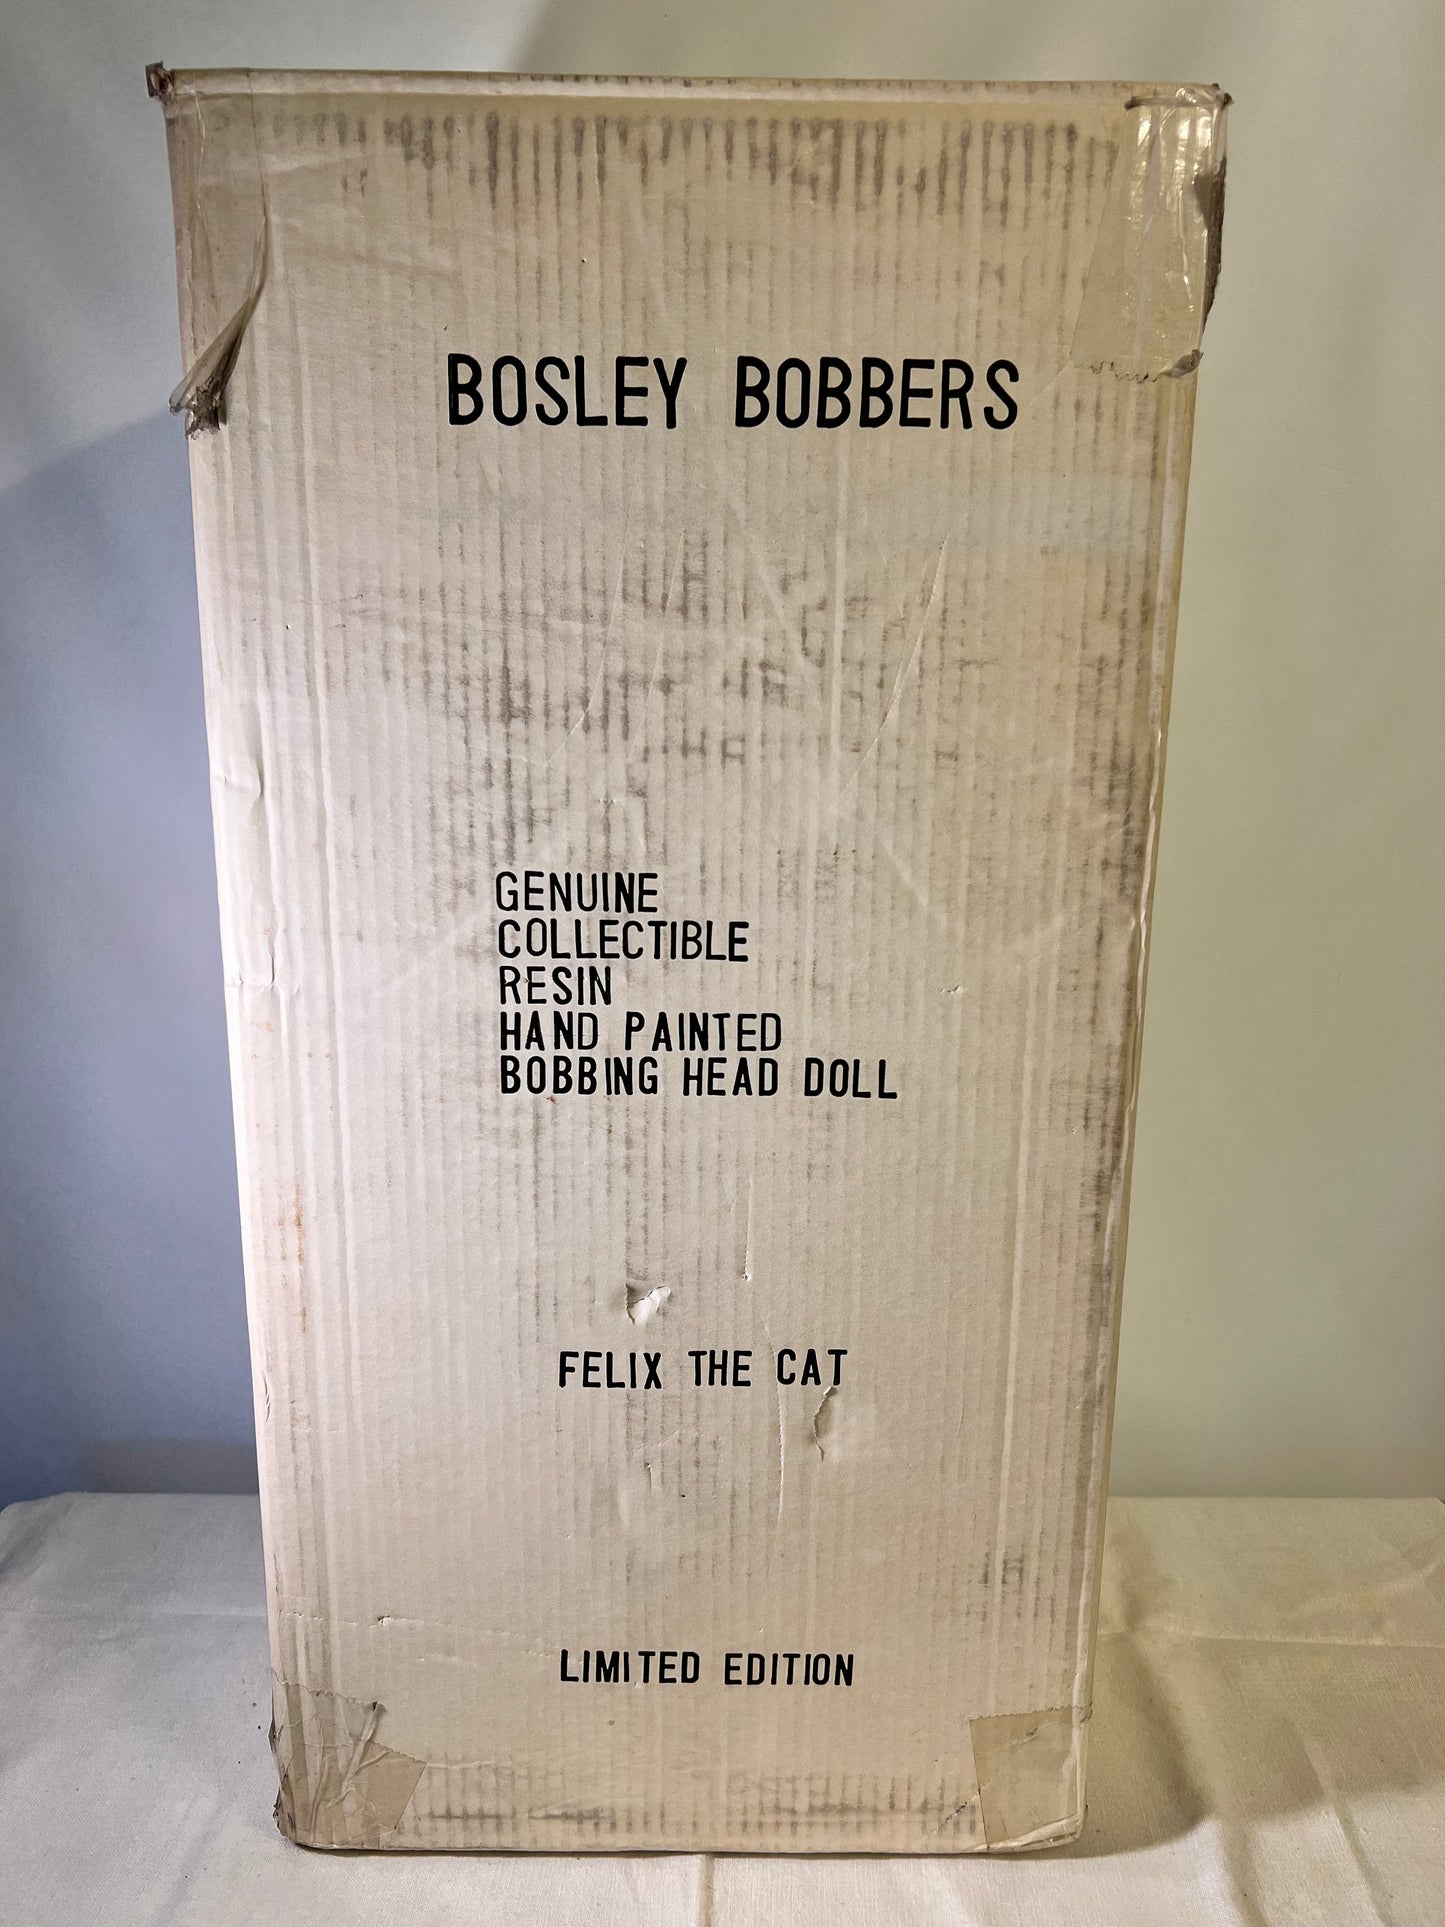 BOSLEY BOBBERS
GENUINE
COLLECTIBLE
RESIN
HAND PAINTED
BOBBING HEAD DOLL
FELIX THE CAT
LIMITED EDITION